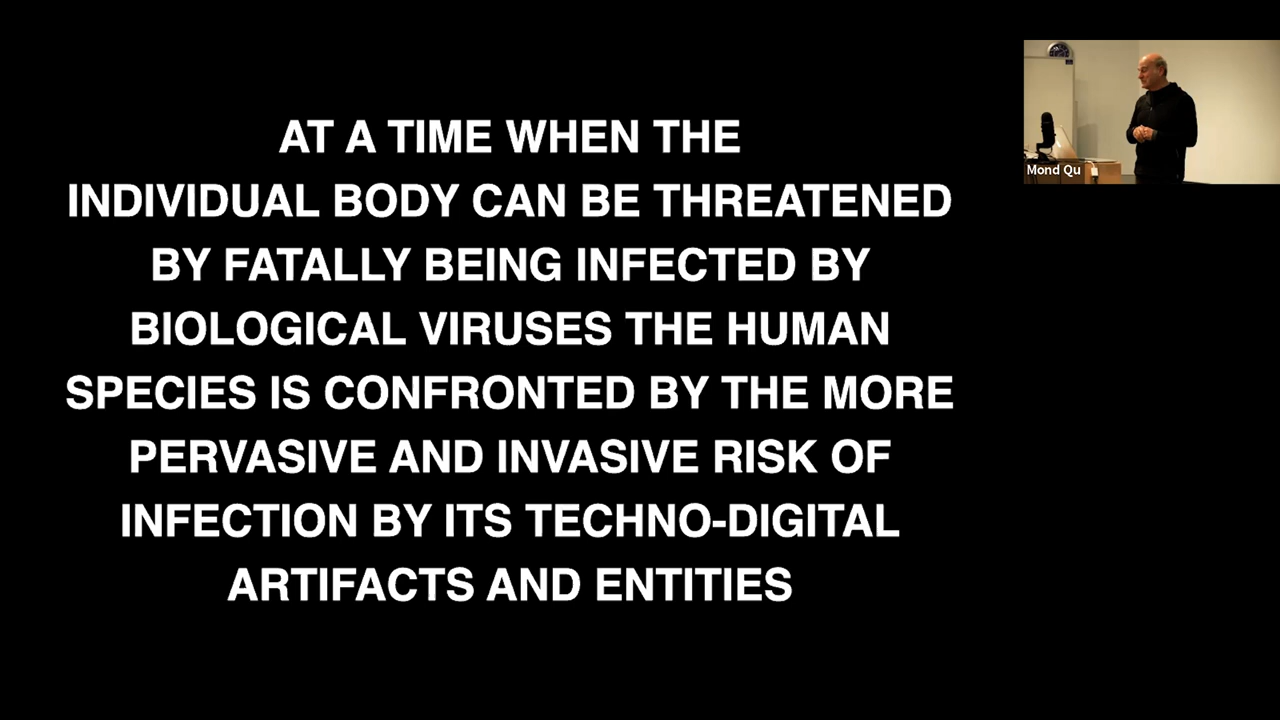 AT A TIME WHEN THE
INDIVIDUAL BODY CAN BE THREATENED
BY FATALLY BEING INFECTED BY
BIOLOGICAL VIRUSES THE HUMAN
SPECIES IS CONFRONTED BY THE MORE
PERVASIVE AND INVASIVE RISK OF
INFECTION BY ITS TECHNO-DIGITAL
ARTIFACTS AND ENTITIES
Mond Qu